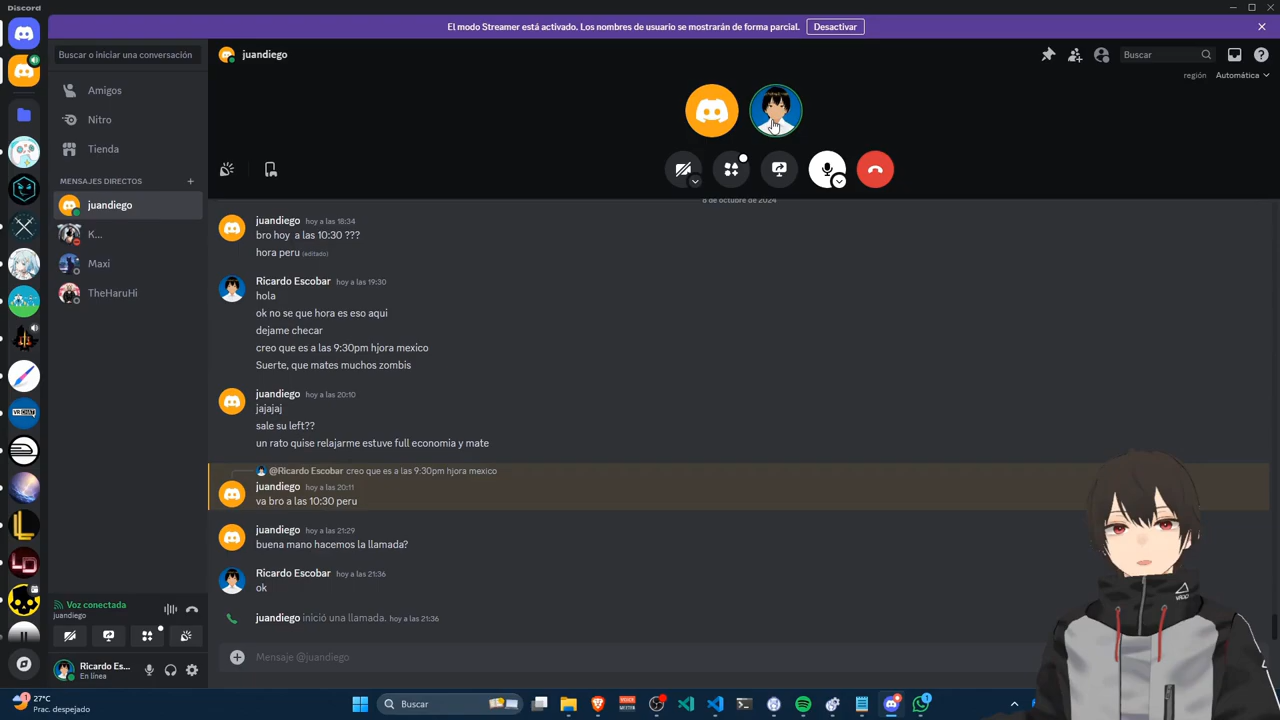 Discord
El modo Streamer está activado. Los nombres de usuario se mostrarán de forma parcial.
Desactivar
Buscar o iniciar una conversación
juandiego
Buscar
región
Automática
Amigos
Nitro
Tienda
MENSAJES DIRECTOS
juandiego
K...
Maxi
TheHaruHi
6 de octubre de 2024
juandiego hoy a las 18:34
bro hoy a las 10:30 ???
hora peru (editado)
Ricardo Escobar hoy a las 19:30
hola
ok no se que hora es eso aqui
dejame checar
creo que es a las 9:30pm hjora mexico
Suerte, que mates muchos zombis
juandiego hoy a las 20:10
jajajaj
sale su left??
un rato quise relajarme estuve full economia y mate
@Ricardo Escobar creo que es a las 9:30pm hjora mexico
juandiego hoy a las 20:11
va bro a las 10:30 peru
juandiego hoy a las 21:29
buena mano hacemos la llamada?
Ricardo Escobar hoy a las 21:36
ok
juandiego inició una llamada. hoy a las 21:36
Mensaje @juandiego
VR CHAT
LD
Voz conectada
juandiego
Ricardo Es...
En línea
27°C
Prac. despejado
Buscar
1
1